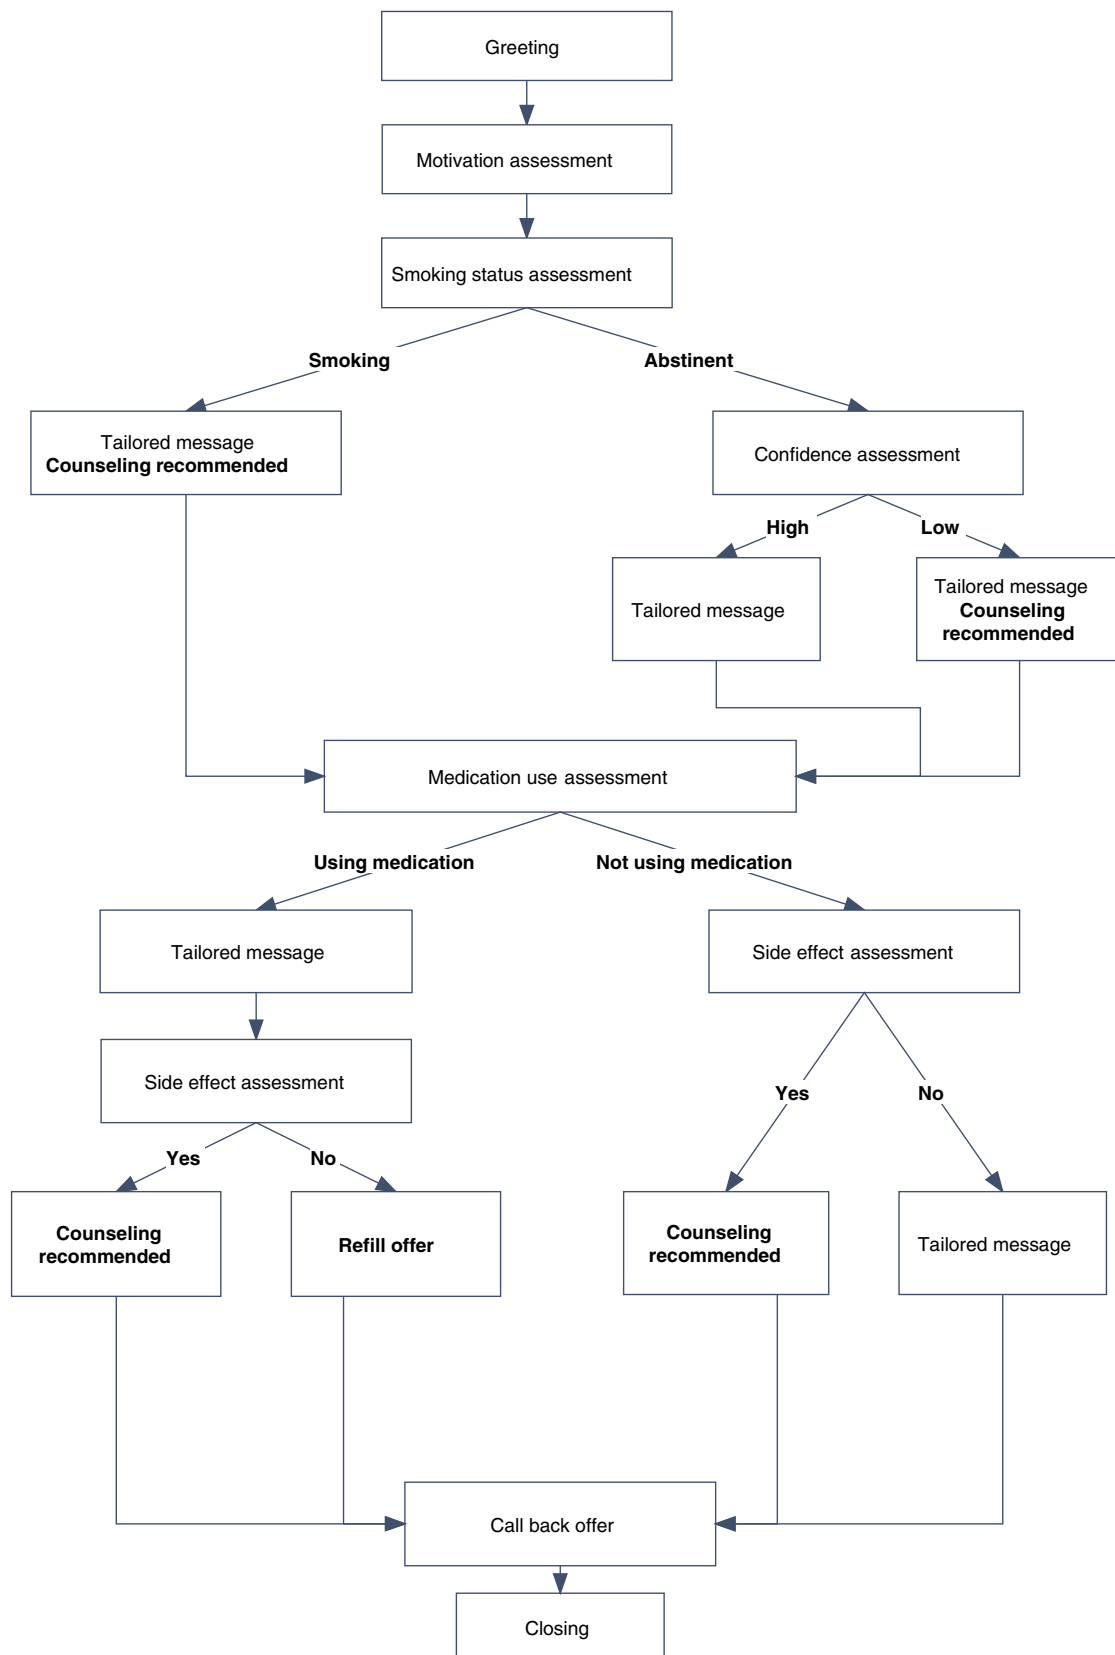 Greeting
Motivation assessment
Smoking status assessment
Smoking
Abstinent
Tailored message
Counseling recommended
Confidence assessment
High
Low
Tailored message
Tailored message
Counseling
recommended
Medication use assessment
Using medication
Not using medication
Tailored message
Side effect assessment
Side effect assessment
Yes
No
Yes
No
Counseling
recommended
Refill offer
Counseling
recommended
Tailored message
Call back offer
Closing